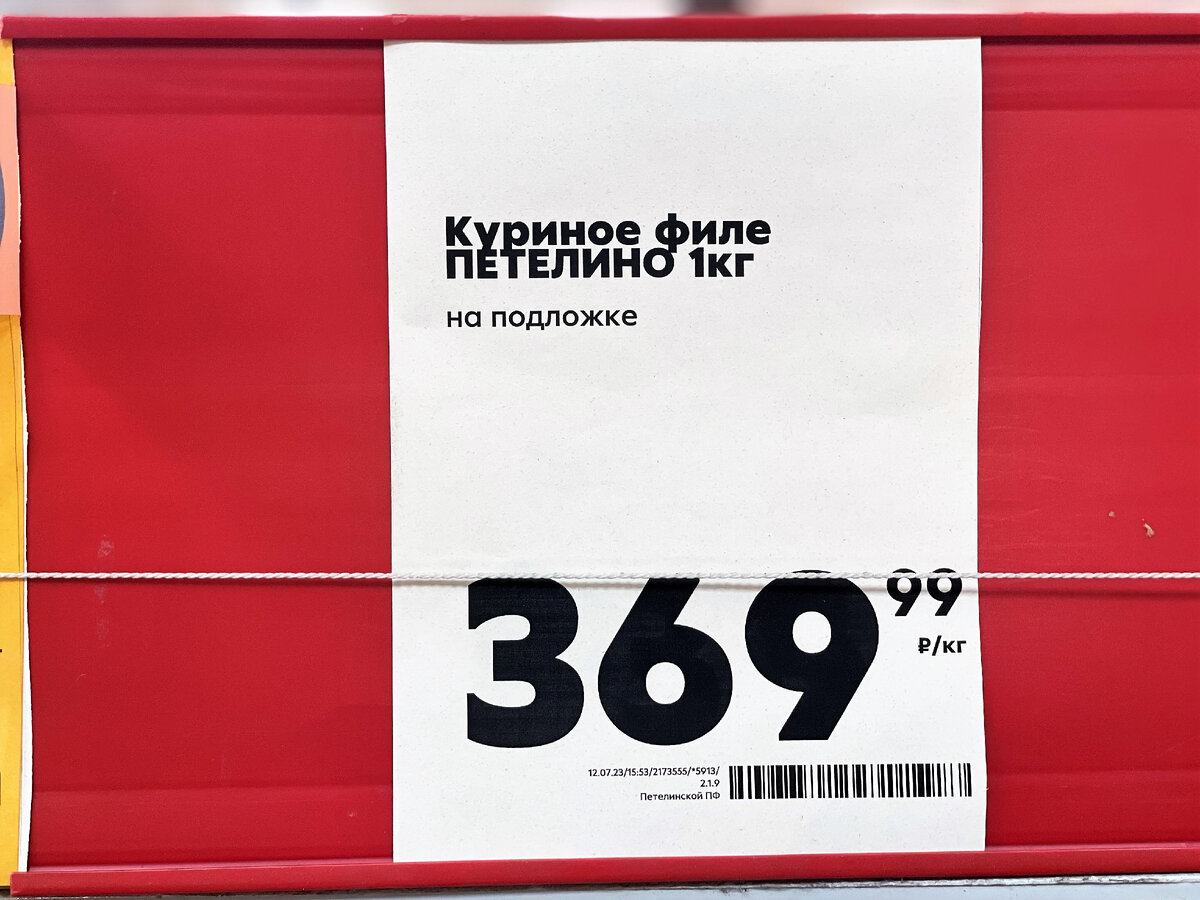 Куриное филе
ПЕТЕЛИНО 1кг
на подложке
369 99
₽/кг
12.07.23/15:53/2173555/*5913/
2.1.9
Петелинской ПФ